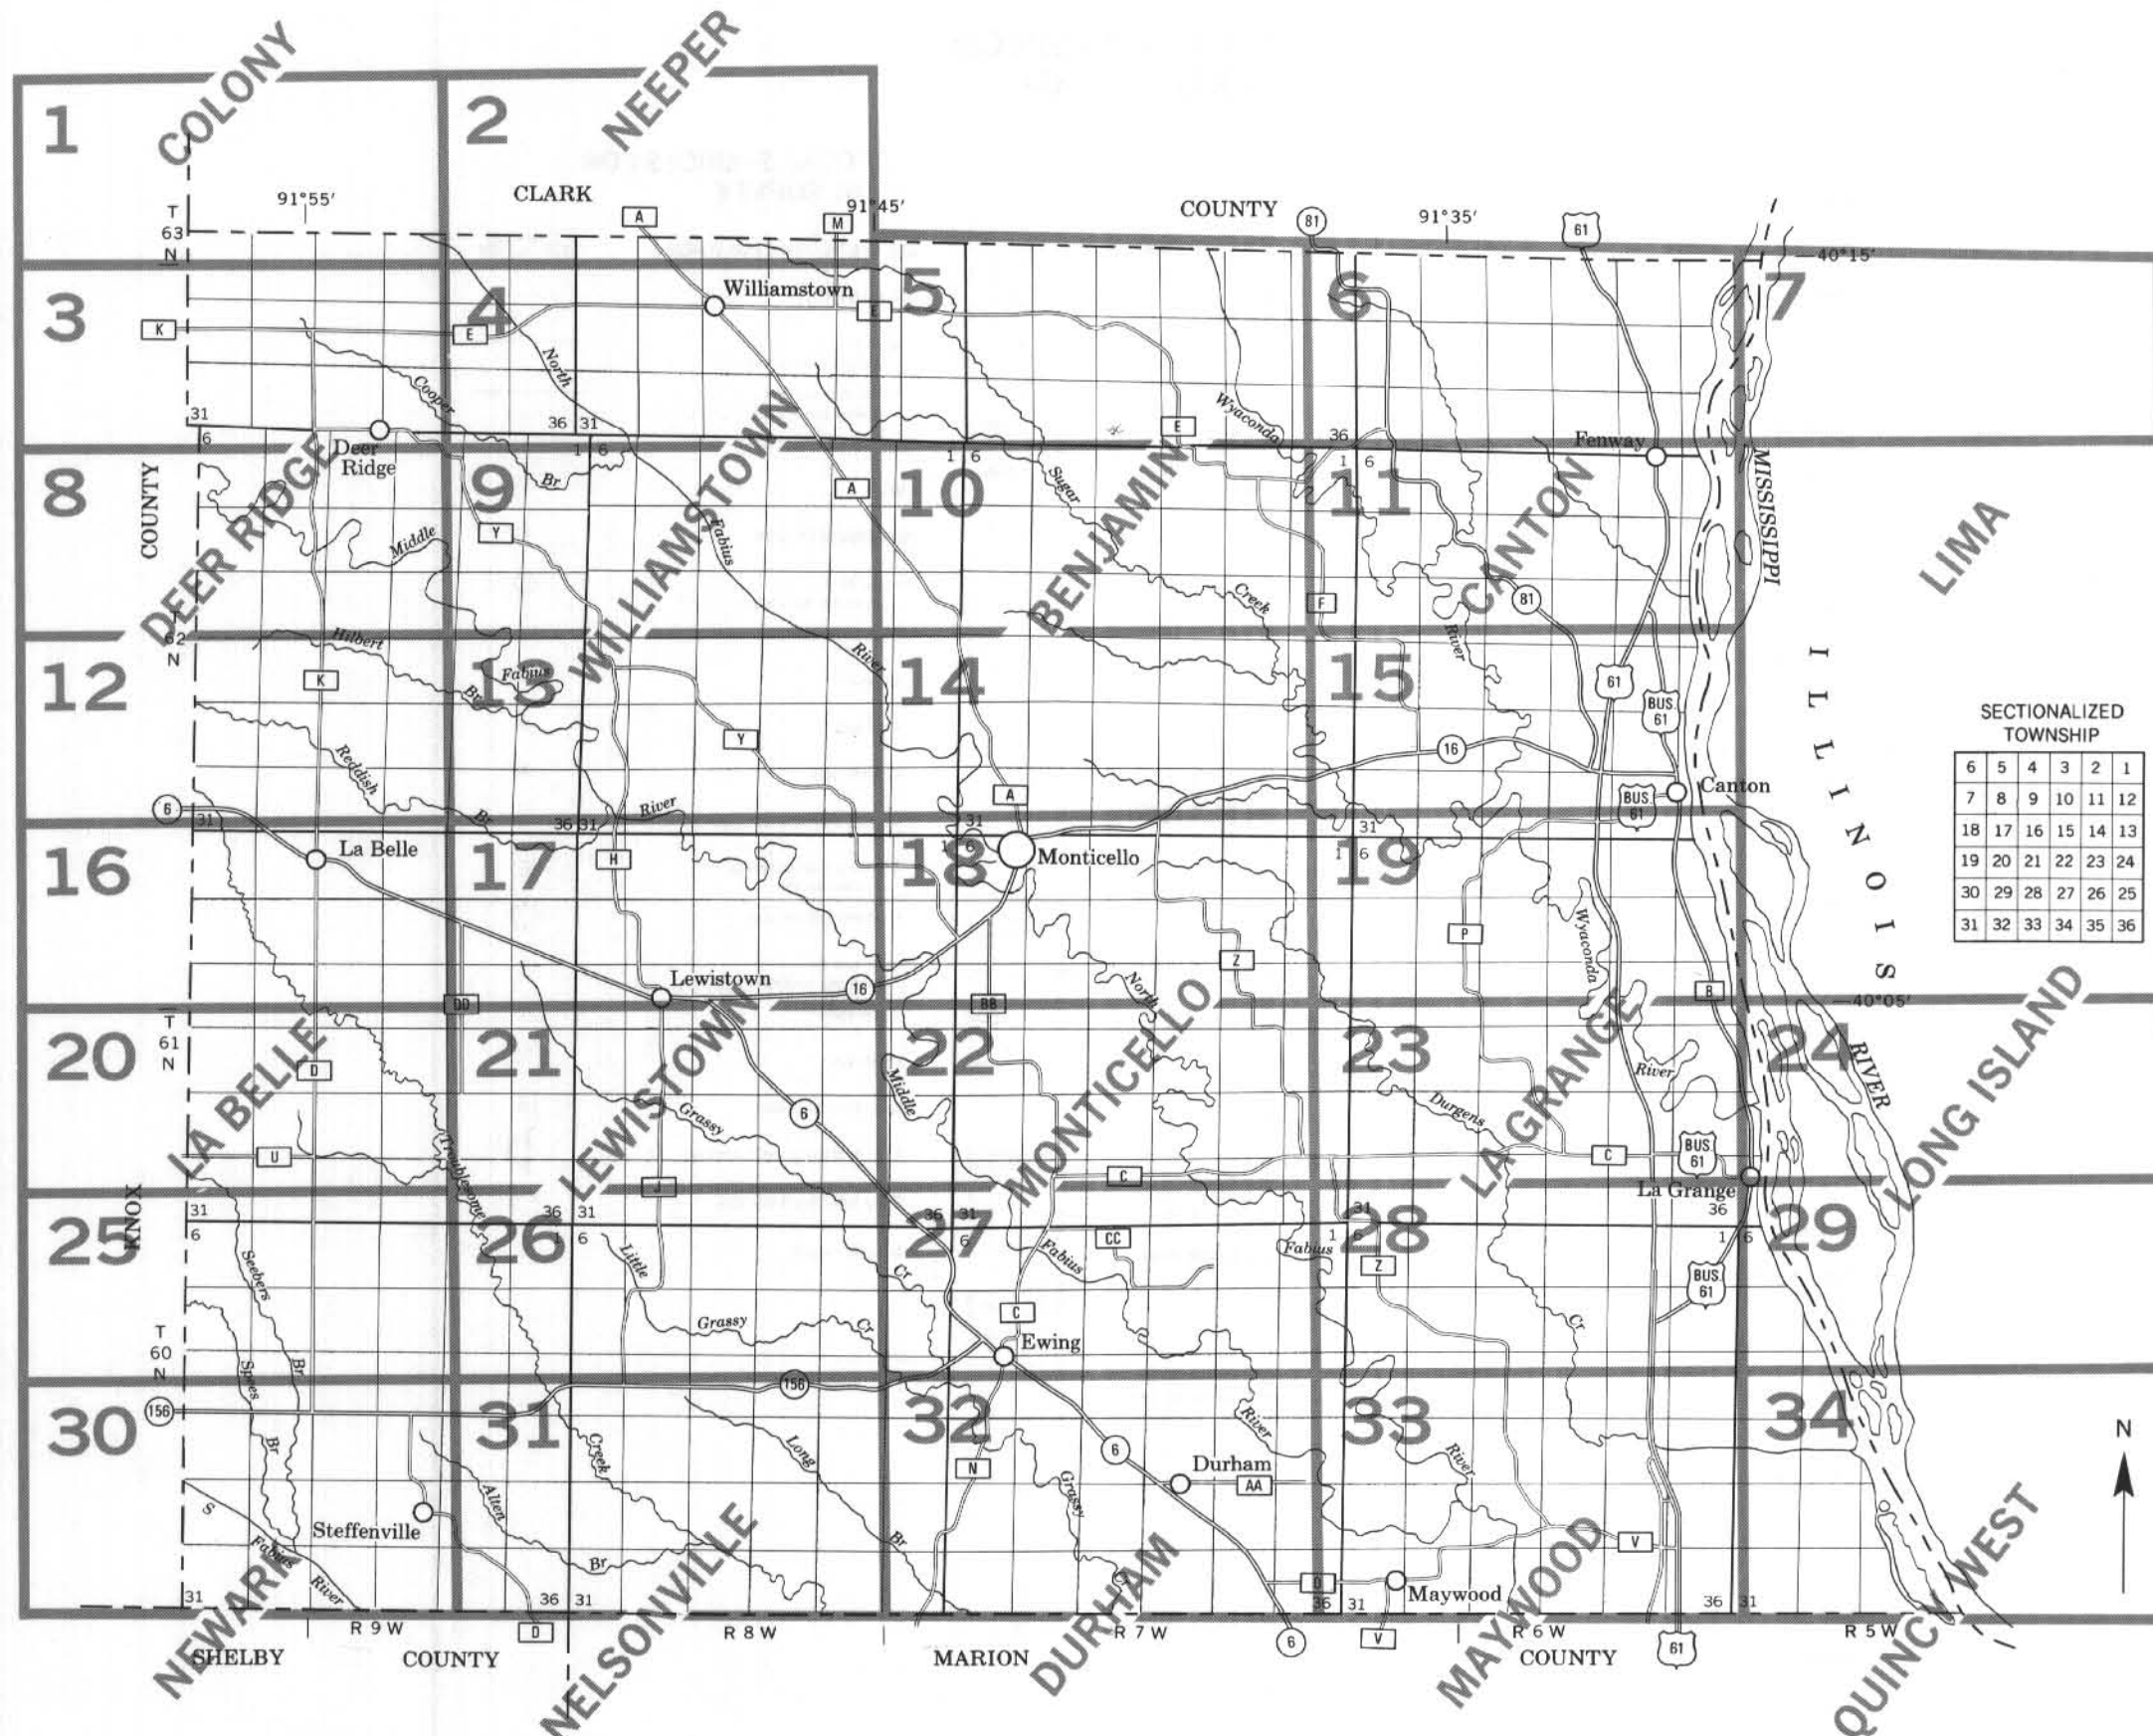 COLONY
NEEPER
1
2
CLARK
COUNTY
91°55′
91°45′
91°35′
T
63
N
A
M
81
61
40°15′
3
4
5
6
7
Williamstown
K
E
E
North
Cooper
Wyaconda
31
36
31
36
E
Fenway
6
1
6
1
6
1
6
Deer
Ridge
COUNTY
8
9
10
11
Br
A
Sugar
MISSISSIPPI
DEER RIDGE
WILLIAMSTOWN
BENJAMIN
CANTON
LIMA
Y
Middle
Fabius
Creek
F
81
T
62
N
Hilbert
River
River
12
13
14
15
K
Fabius
Br
61
BUS.
61
Y
16
ILLINOIS
SECTIONALIZED
TOWNSHIP
6 5 4 3 2 1
7 8 9 10 11 12
18 17 16 15 14 13
19 20 21 22 23 24
30 29 28 27 26 25
31 32 33 34 35 36
Reddish
Br
River
A
Canton
BUS.
61
6
31
36
31
31
31
La Belle
16
17
18
19
H
1
6
Monticello
1
6
P
Wyaconda
Z
Lewistown
16
North
DD
BB
B
40°05′
T
61
N
20
21
22
23
24
LA BELLE
LEWISTOWN
MONTICELLO
LAGRANGE
LONG ISLAND
D
River
RIVER
Middle
6
Grassy
Durgens
U
Troublesome
C
C
BUS.
61
J
La Grange
KNOX
31
36
31
36
31
31
36
25
26
27
28
29
6
1
6
6
1
6
1
6
Seebers
Little
Fabius
CC
Fabius
Z
Cr
BUS.
61
C
Grassy
Cr
Cr
Ewing
T
60
N
Spees
Br
156
156
30
31
32
33
34
Br
Creek
Long
River
River
6
N
Grassy
Durham
AA
N
S
Fabius
River
Steffenville
Alten
Br
Br
Cr
V
31
36
31
D
36
31
Maywood
36
31
R 9 W
D
R 8 W
R 7 W
6
V
R 6 W
61
R 5 W
SHELBY
COUNTY
MARION
COUNTY
NEWARK
NELSONVILLE
DURHAM
MAYWOOD
QUINCY WEST